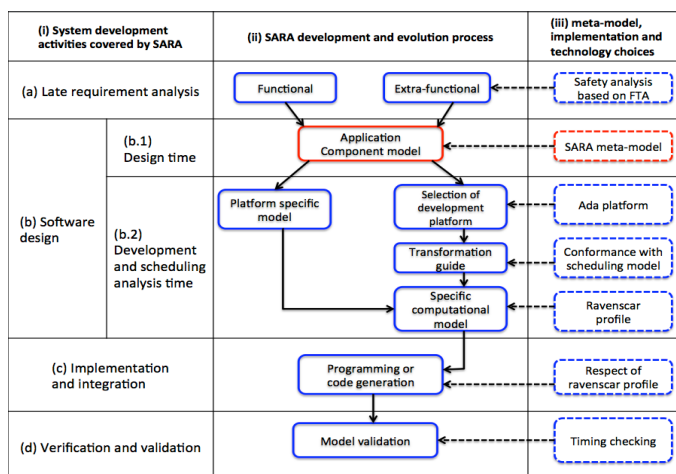 (i) System development
activities covered by SARA
(ii) SARA development and evolution process
(iii) meta-model,
implementation and
technology choices
(a) Late requirement analysis
Functional
Extra-functional
Safety analysis
based on FTA
(b) Software
design
(b.1)
Design time
Application
Component model
SARA meta-model
(b.2)
Development
and scheduling
analysis time
Platform specific
model
Selection of
development
platform
Ada platform
Transformation
guide
Conformance with
scheduling model
Specific
computational
model
Ravenscar
profile
(c) Implementation
and integration
Programming or
code generation
Respect of
ravenscar profile
(d) Verification and validation
Model validation
Timing checking